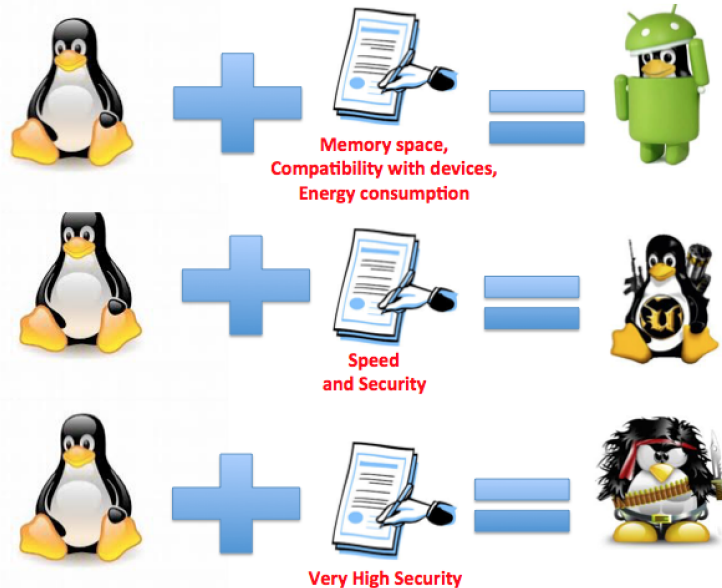 Memory space,
Compatibility with devices,
Energy consumption
Speed
and Security
Very High Security